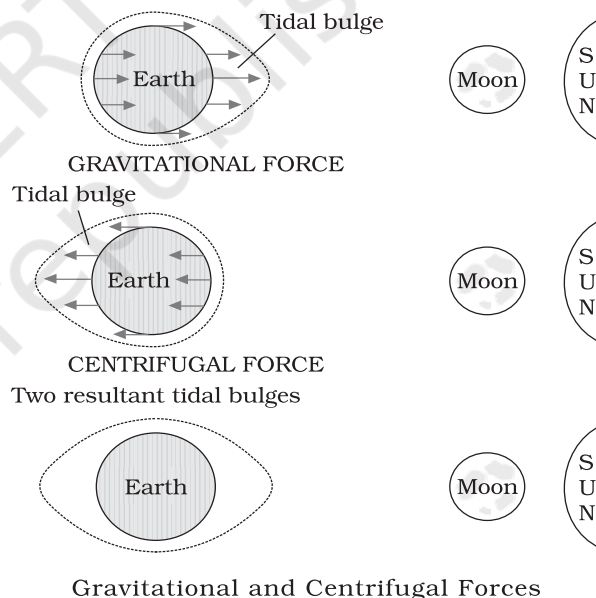 Tidal bulge
Earth
Moon
S
U
N
GRAVITATIONAL FORCE
Tidal bulge
Earth
Moon
S
U
N
CENTRIFUGAL FORCE
Two resultant tidal bulges
Earth
Moon
S
U
N
Gravitational and Centrifugal Forces